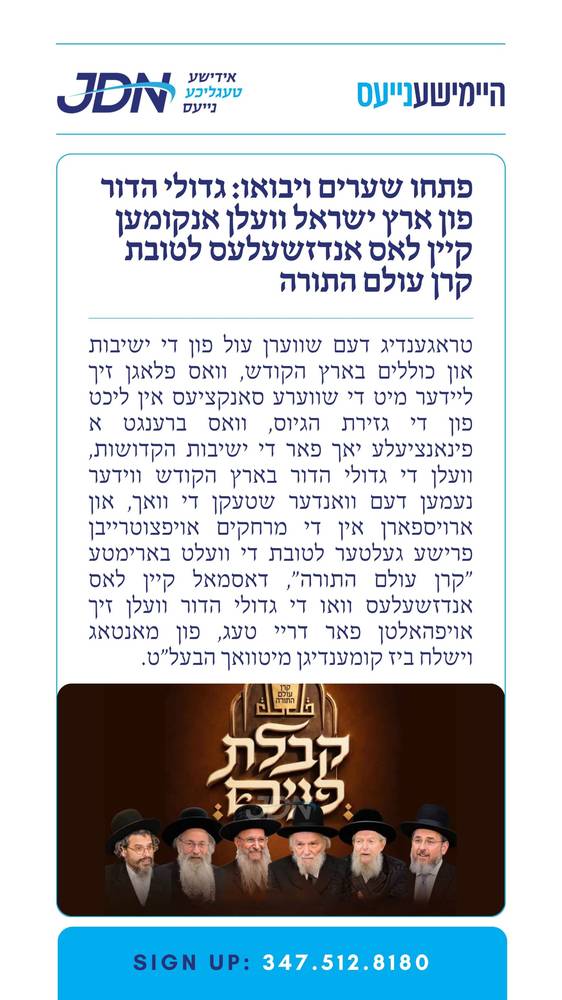 היימישע נייעס
JDN
אידישע
טעגליכע
נייעס
פתחו שערים ויבואו: גדולי הדור
פון ארץ ישראל וועלן אנקומען
קיין לאס אנדזשעלעס לטובת
קרן עולם התורה
טראגענדיג דעם שווערן עול פון די ישיבות
און כוללים בארץ הקודש, וואס פלאגן זיך
ליידער מיט די שווערע סאנקציעס אין ליכט
פון די גזירת הגיוס, וואס ברענגט א
פינאנציעלע יאך פאר די ישיבות הקדושות,
וועלן די גדולי הדור בארץ הקודש ווידער
נעמען דעם וואנדער שטעקן די וואך, און
ארויספארן אין די מרחקים אויפצוטרייבן
פרישע געלטער לטובת די וועלט בארימטע
"קרן עולם התורה", דאסמאל קיין לאס
אנדזשעלעס וואו די גדולי הדור וועלן זיך
אויפהאלטן פאר דריי טעג, פון מאנטאג
וישלח ביז קומענדיגן מיטוואך הבעל"ט.
קרן
עולם
התורה
קבלת
פנים
JDN
SIGN UP: 347.512.8180